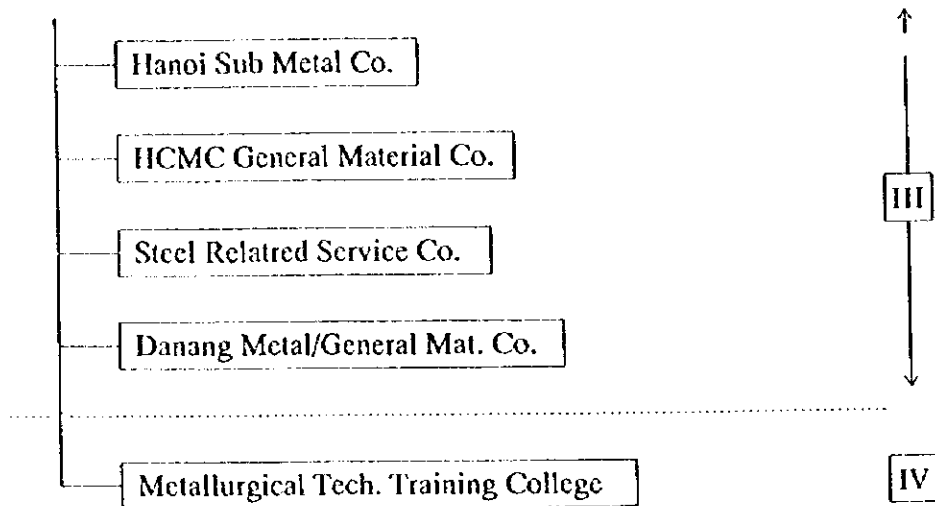 Hanoi Sub Metal Co.
HCMC General Material Co.
III
Steel Relatred Service Co.
Danang Metal/General Mat. Co.
Metallurgical Tech. Training College
IV